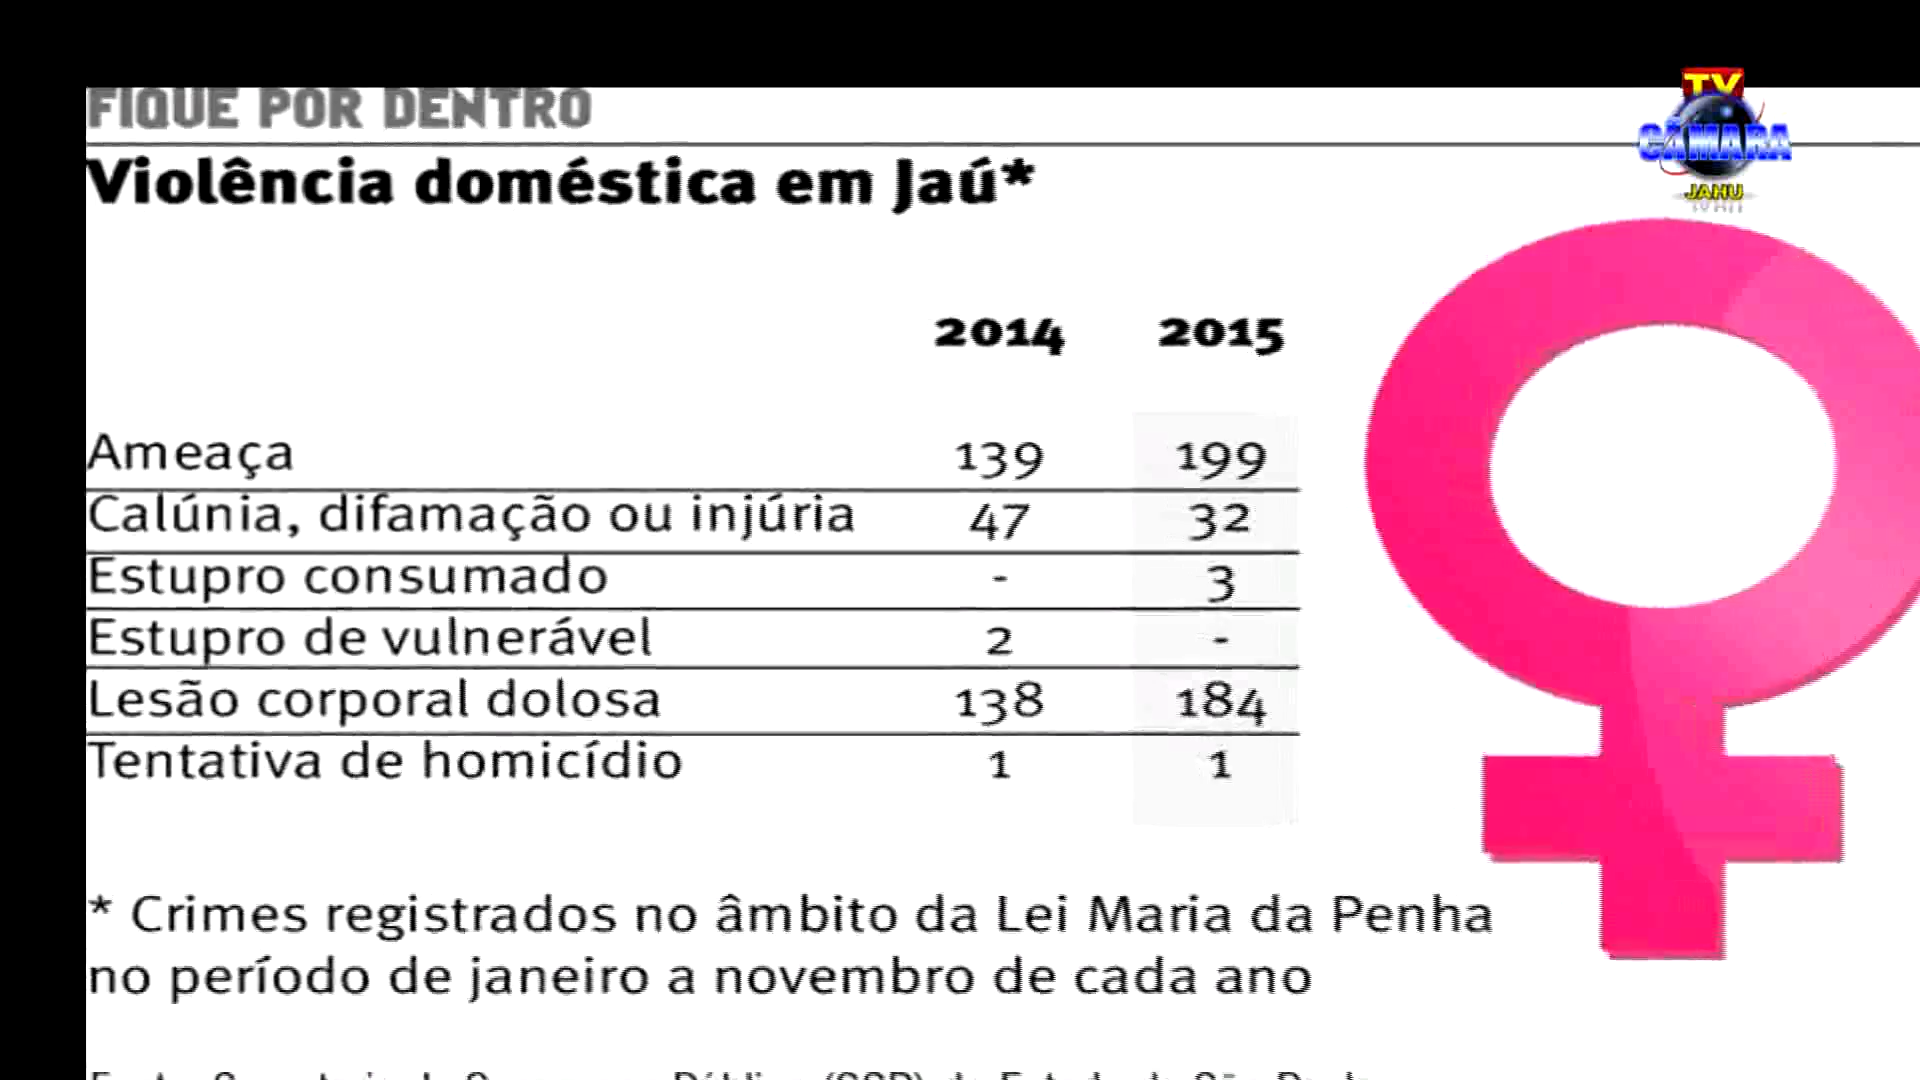 TV
CÂMARA
JAHU
FIQUE POR DENTRO
Violência doméstica em Jaú*
2014 2015
Ameaça 139 199
Calúnia, difamação ou injúria 47 32
Estupro consumado - 3
Estupro de vulnerável 2 -
Lesão corporal dolosa 138 184
Tentativa de homicídio 1 1
* Crimes registrados no âmbito da Lei Maria da Penha
no período de janeiro a novembro de cada ano